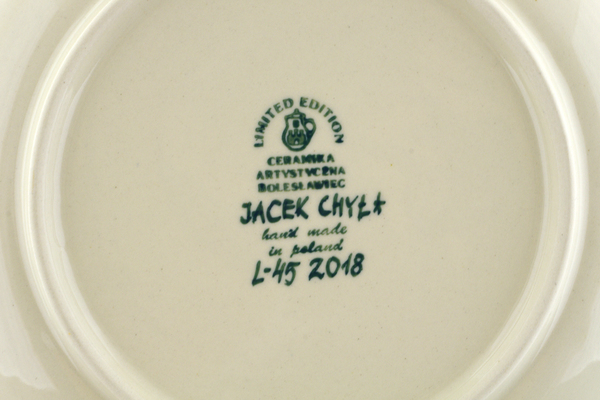 LIMITED EDITION
CERAMIKA
ARTYSTYCZNA
BOLESŁAWIEC
JACEK CHYŁA
hand made
in poland
L-45 2018